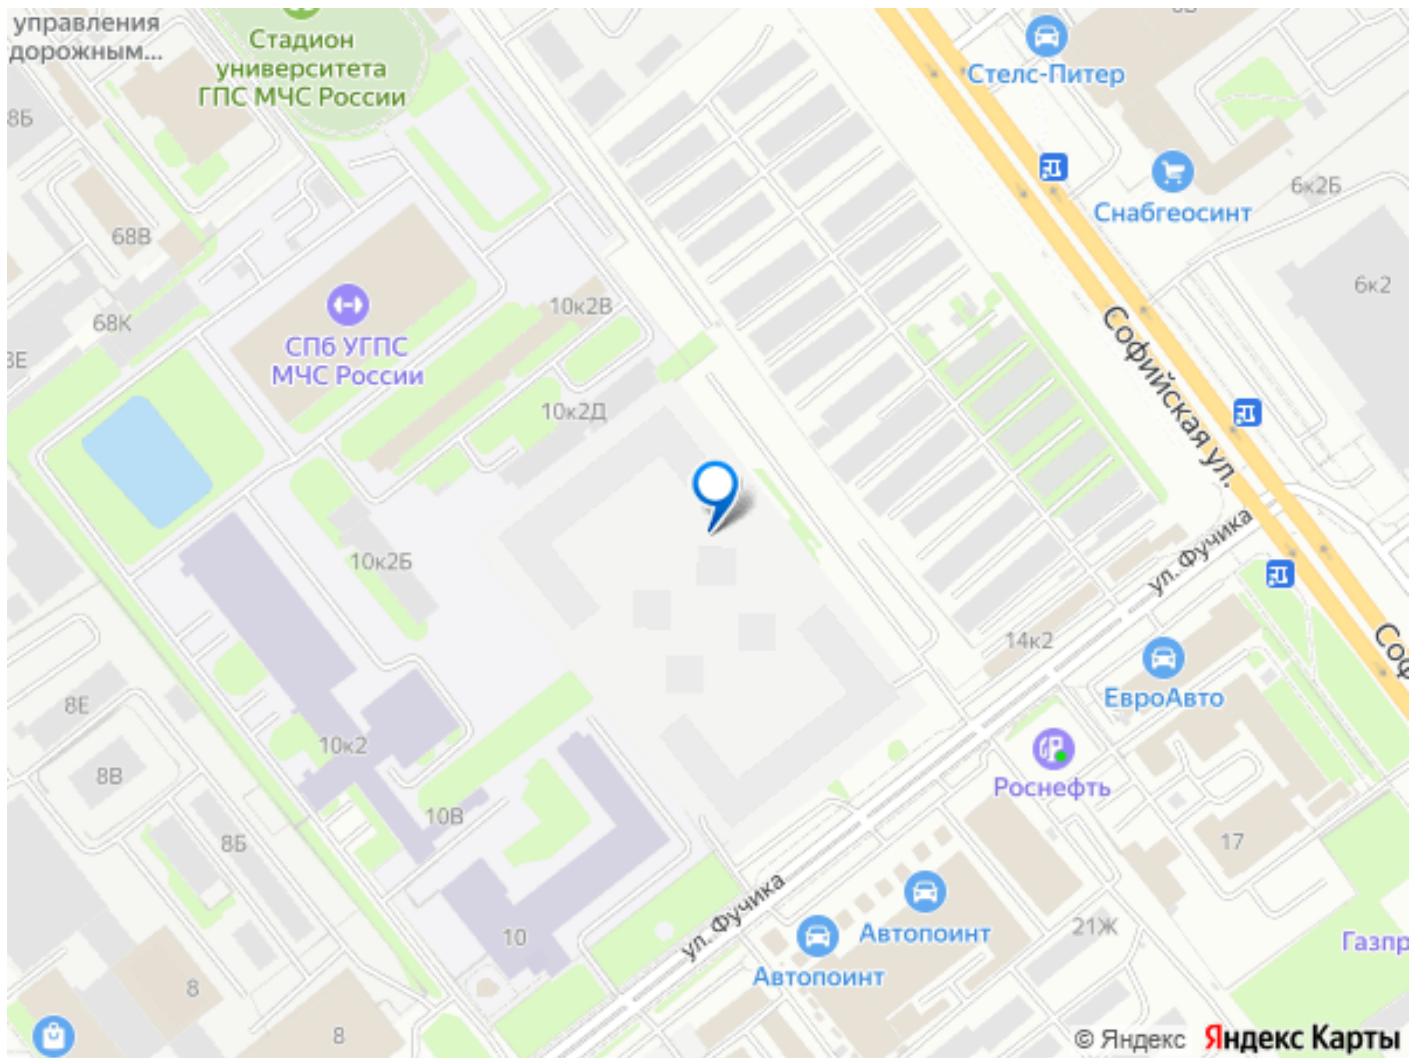 управления
дорожным...
Стадион
университета
ГПС МЧС России
Стелс-Питер
8Б
6к2Б
Снабгеосинт
68В
6к2
10к2В
68К
СПб УГПС
МЧС России
Софийская ул.
10к2Д
ул. Фучика
10к2Б
14к2
ЕвроАвто
8Е
10к2
8В
Роснефть
10В
8Б
17
ул. Фучика
10
Автопоинт
21Ж
Газпр
Автопоинт
8
8
© Яндекс Яндекс Карты